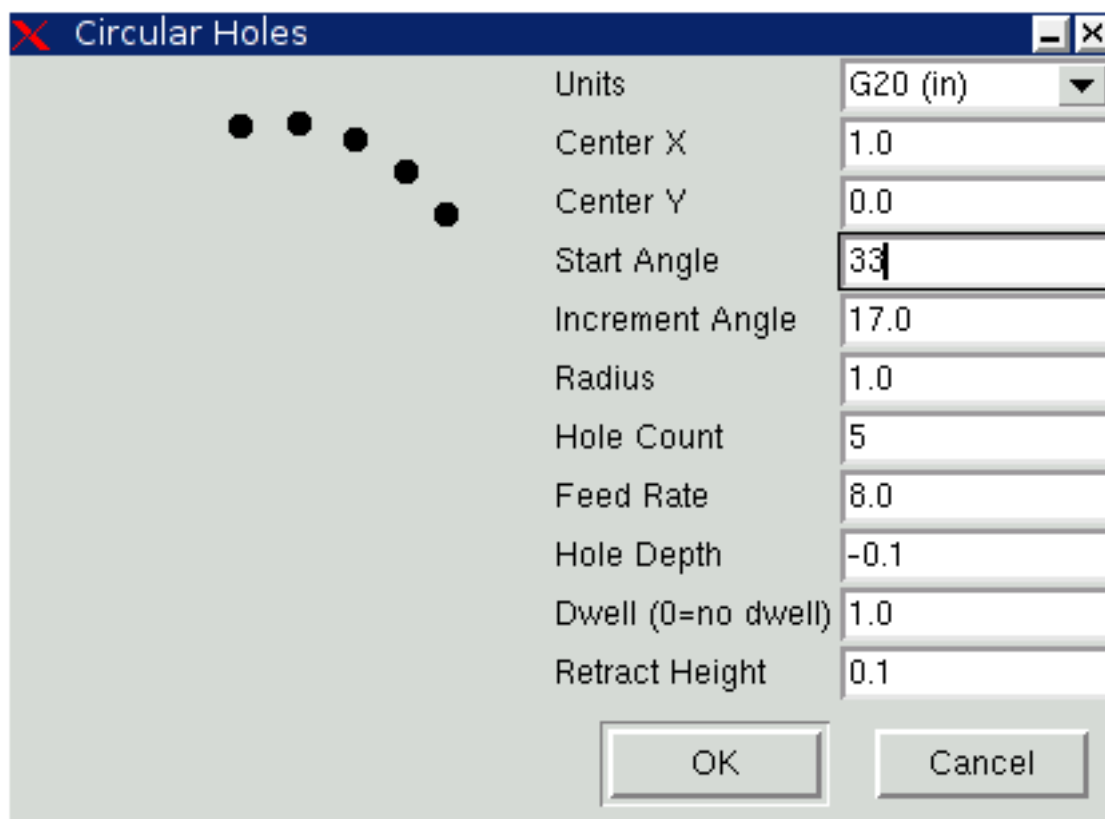 Circular Holes
Units G20 (in)
Center X 1.0
Center Y 0.0
Start Angle 33
Increment Angle 17.0
Radius 1.0
Hole Count 5
Feed Rate 8.0
Hole Depth -0.1
Dwell (0=no dwell) 1.0
Retract Height 0.1
OK Cancel